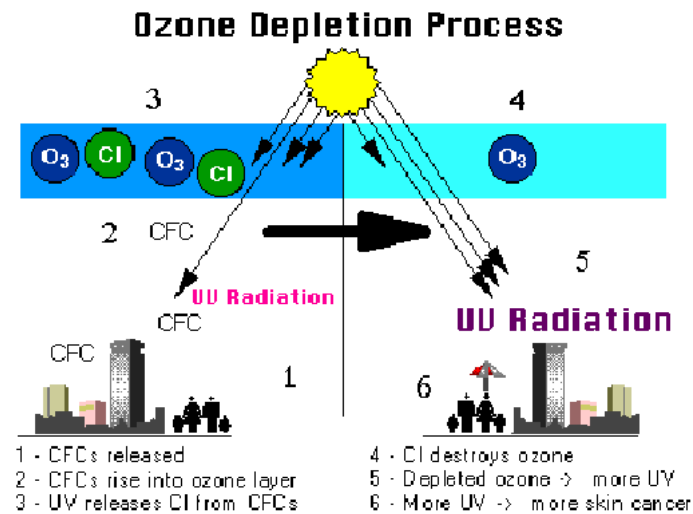 Ozone Depletion Process
3
4
O3
Cl
O3
Cl
O3
2
CFC
5
UV Radiation
UV Radiation
CFC
CFC
1
6
1 - CFCs released
2 - CFCs rise into ozone layer
3 - UV releases Cl from CFCs
4 - Cl destroys ozone
5 - Depleted ozone -> more UV
6 - More UV -> more skin cancer